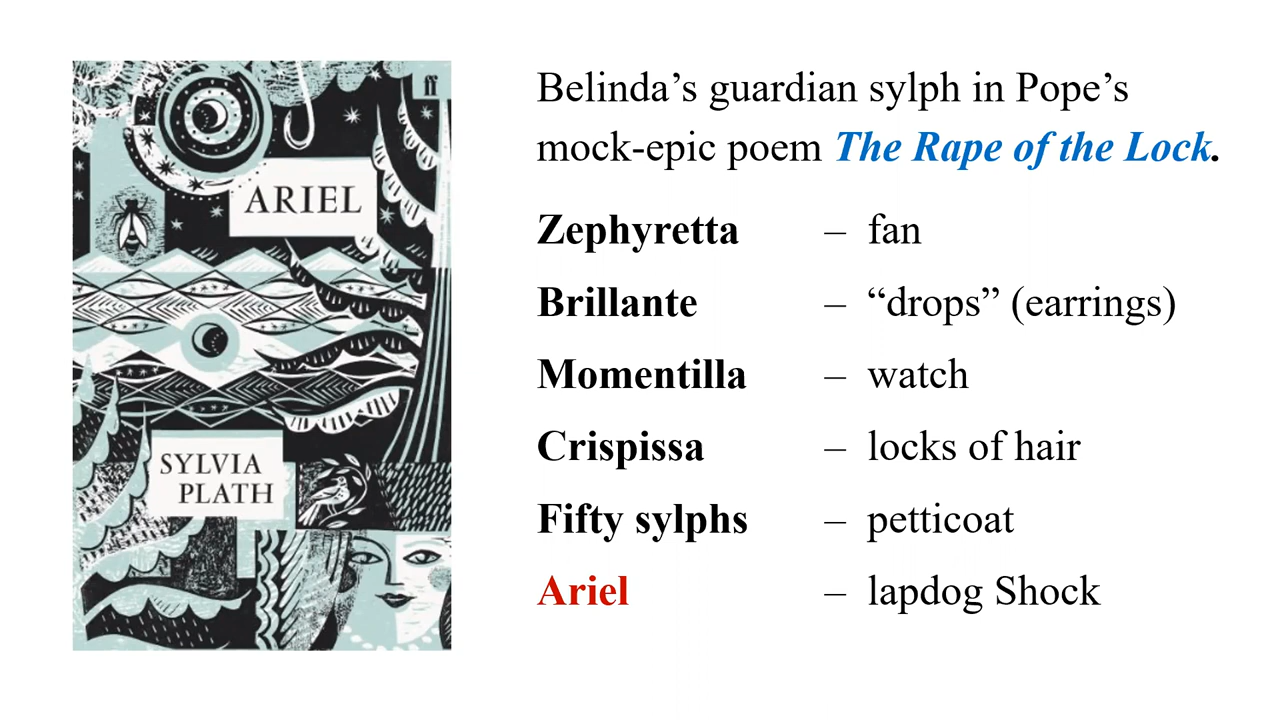 ff
ARIEL
SYLVIA
PLATH
Belinda’s guardian sylph in Pope’s
mock-epic poem The Rape of the Lock.
Zephyretta – fan
Brillante – “drops” (earrings)
Momentilla – watch
Crispissa – locks of hair
Fifty sylphs – petticoat
Ariel – lapdog Shock